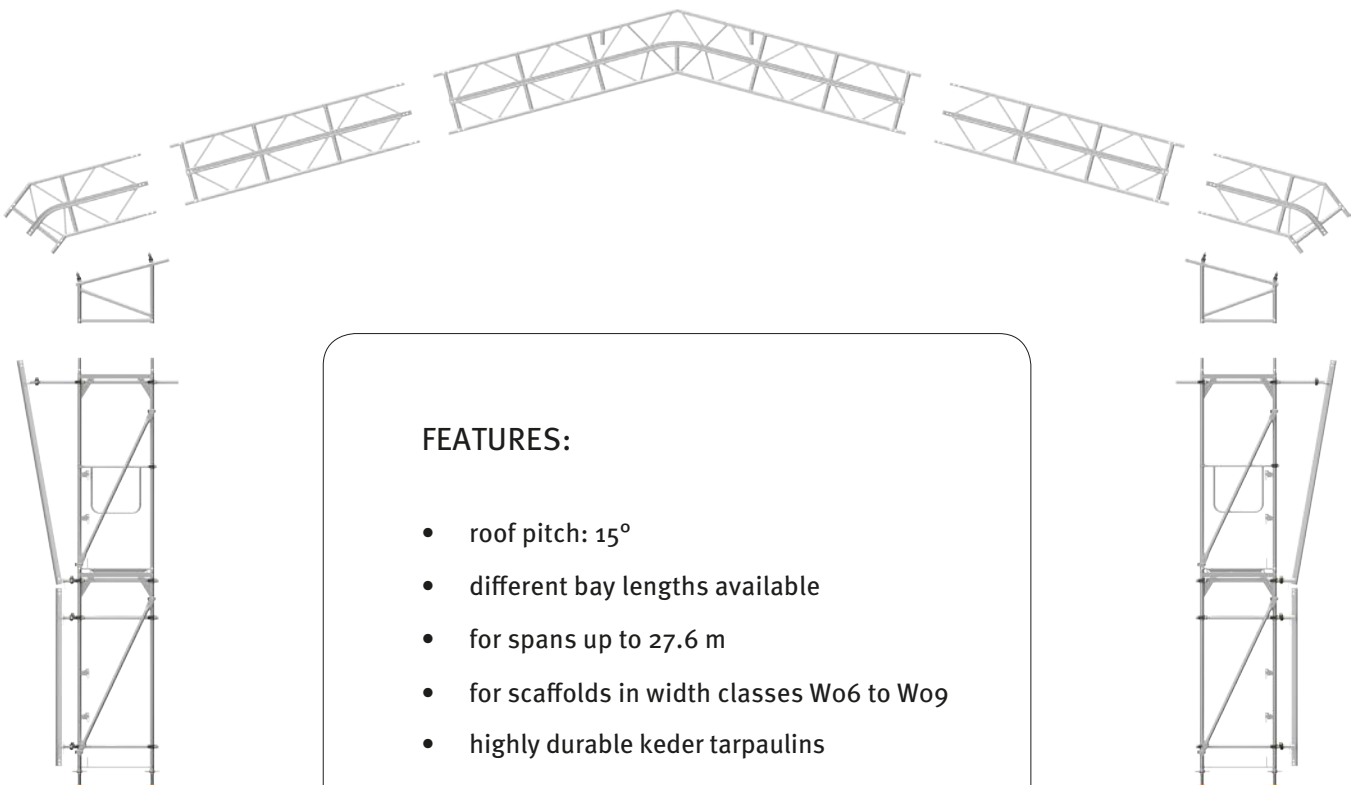 FEATURES:
• roof pitch: 15°
• different bay lengths available
• for spans up to 27.6 m
• for scaffolds in width classes W06 to W09
• highly durable keder tarpaulins